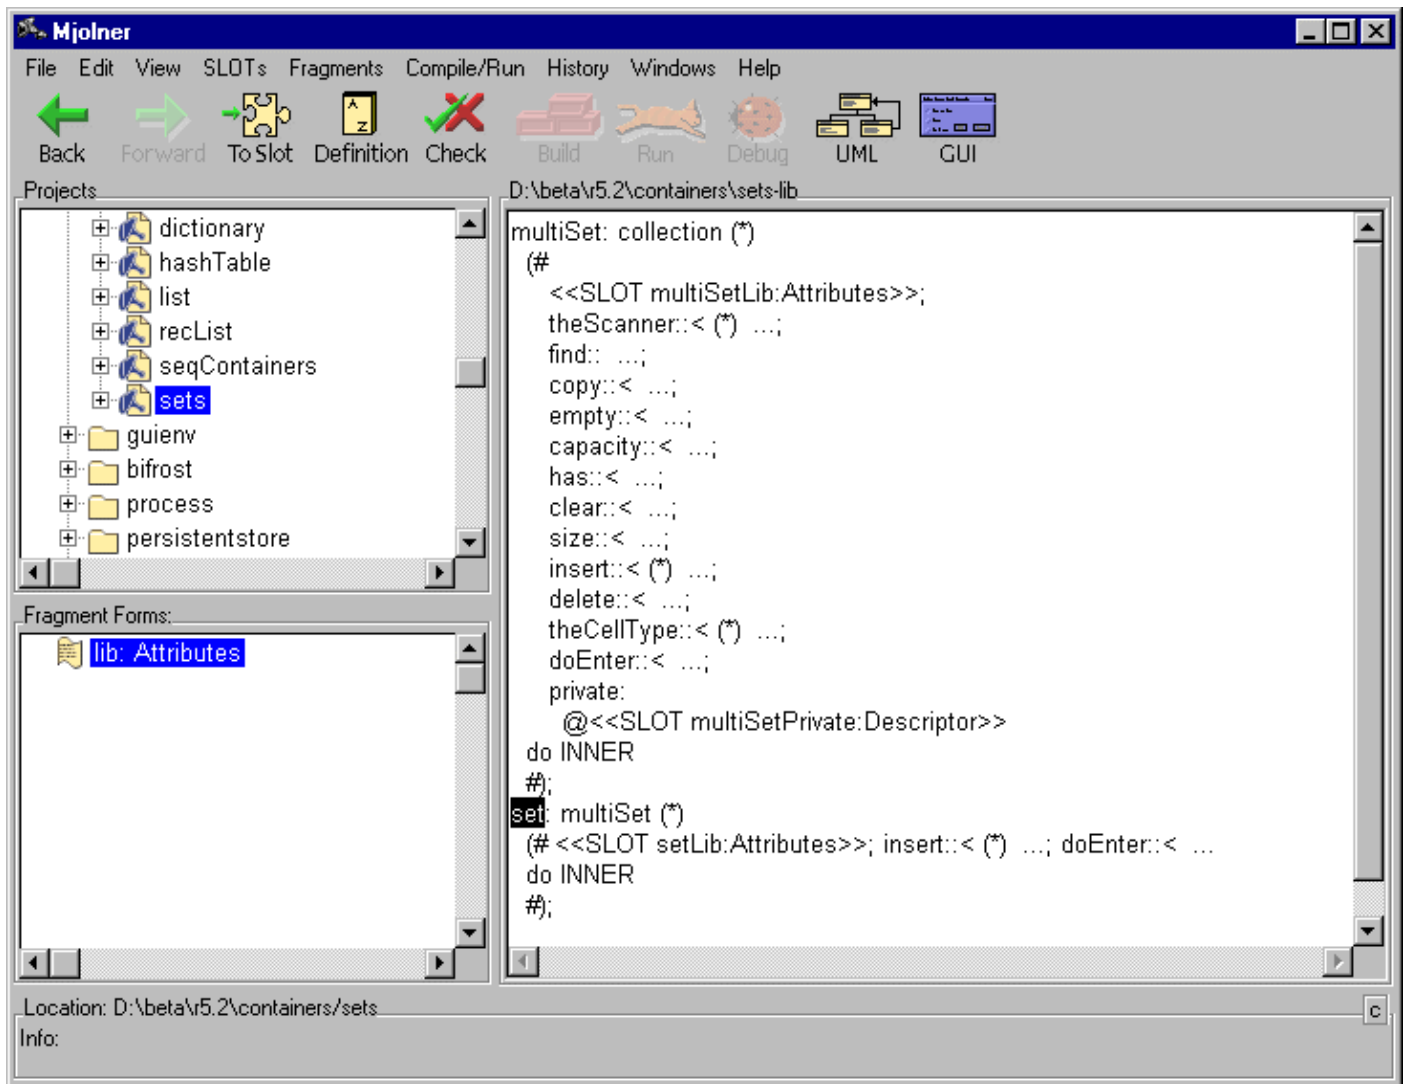 Mjolner
File Edit View SLOTs Fragments Compile/Run History Windows Help
Back Forward To Slot Definition Check Build Run Debug UML GUI
Projects
dictionary
hashTable
list
recList
seqContainers
sets
guienv
bifrost
process
persistentstore
Fragment Forms:
lib: Attributes
D:\beta\r5.2\containers\sets-lib
multiSet: collection (*)
(#
<<SLOT multiSetLib:Attributes>>;
theScanner::< (*) ...;
find:: ...;
copy::< ...;
empty::< ...;
capacity::< ...;
has::< ...;
clear::< ...;
size::< ...;
insert::< (*) ...;
delete::< ...;
theCellType::< (*) ...;
doEnter::< ...;
private:
@<<SLOT multiSetPrivate:Descriptor>>
do INNER
#);
set: multiSet (*)
(# <<SLOT setLib:Attributes>>; insert::< (*) ...; doEnter::< ...
do INNER
#);
Location: D:\beta\r5.2\containers/sets
c
Info: